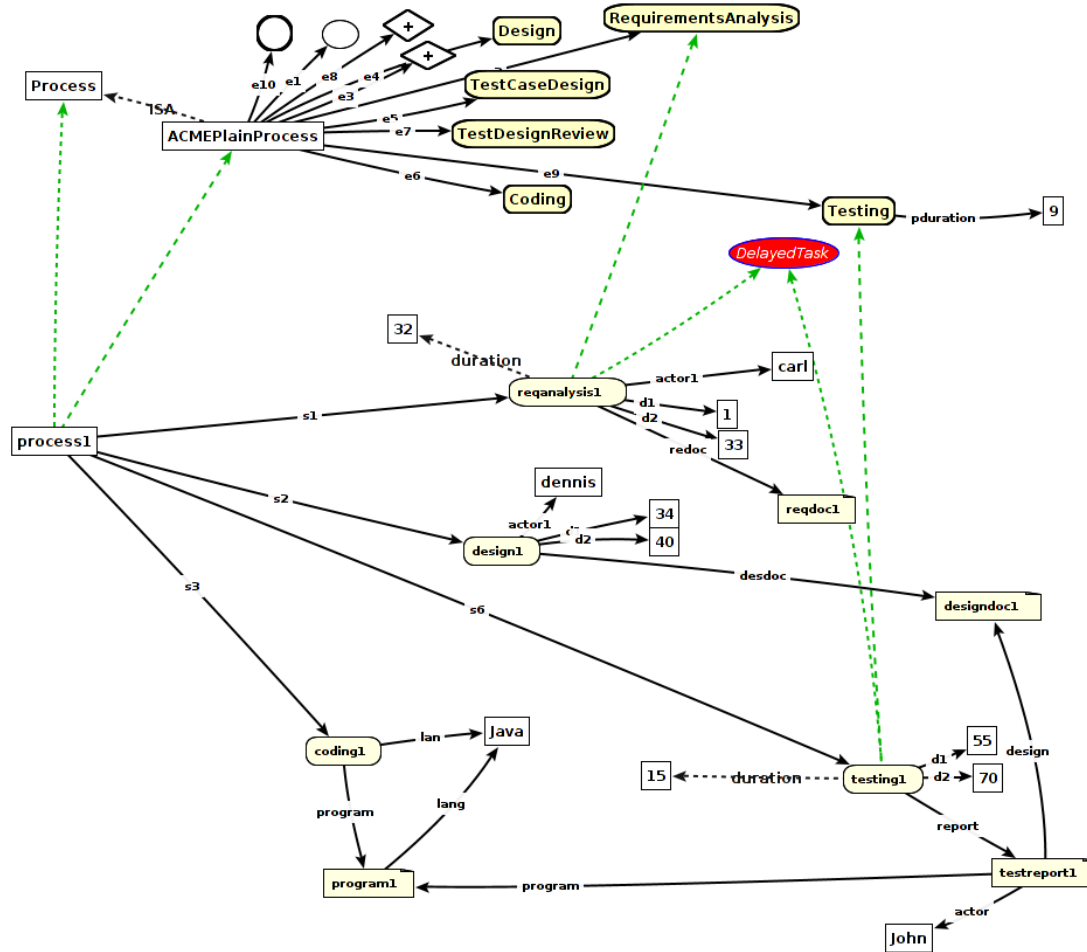 +
RequirementsAnalysis
Design
+
Process
e10
e1
e8
e4
e3
TestCaseDesign
ISA
ACMEPlainProcess
e5
e7
TestDesignReview
e9
e6
Coding
Testing
pduration
9
DelayedTask
32
duration
carl
actor1
reqanalysis1
d1
1
s1
d2
33
process1
redoc
dennis
s2
reqdoc1
34
actor1
d2
40
design1
desdoc
s3
designdoc1
s6
Java
lan
coding1
55
d1
design
15
duration
testing1
d2
70
lang
program
report
program1
program
testreport1
actor
John